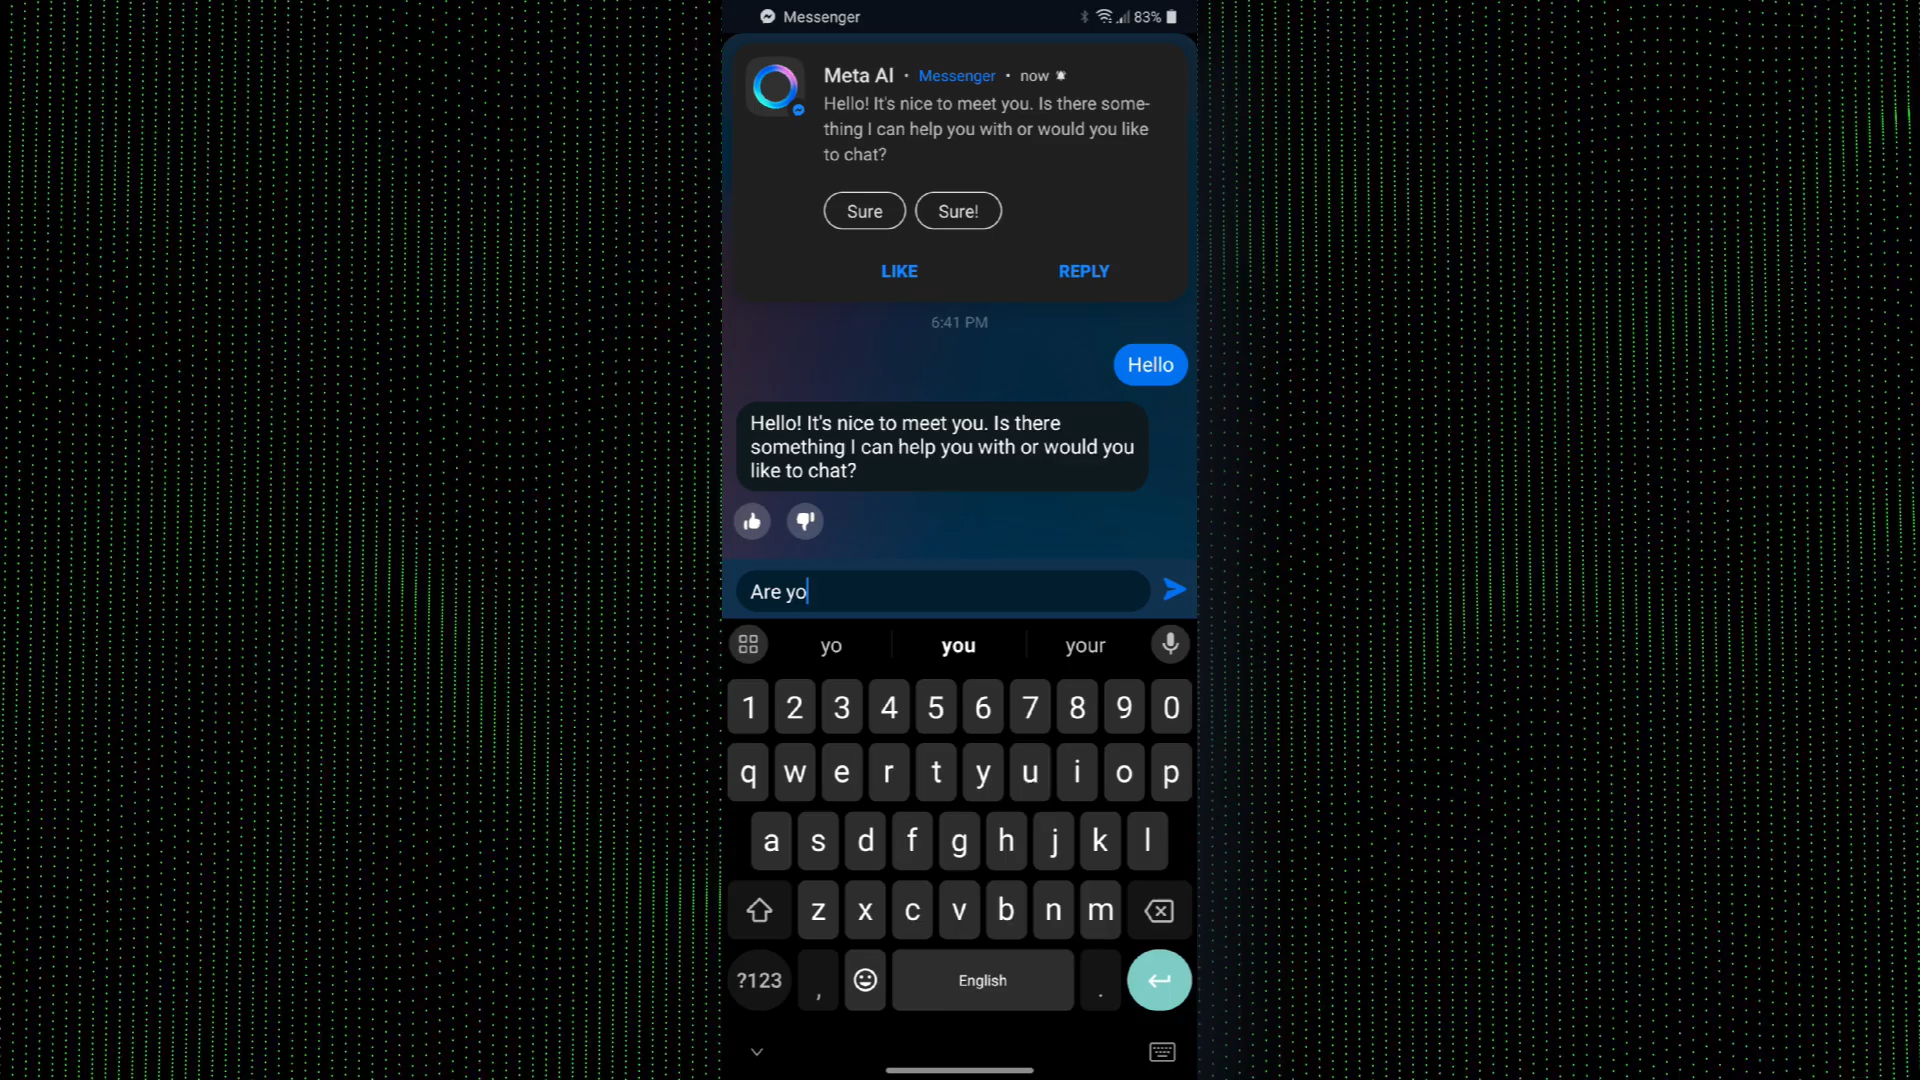 Messenger 83%
Meta AI • Messenger • now
Hello! It's nice to meet you. Is there some-
thing I can help you with or would you like
to chat?
Sure Sure!
LIKE REPLY
6:41 PM
Hello
Hello! It's nice to meet you. Is there
something I can help you with or would you
like to chat?
Are yo
yo you your
1 2 3 4 5 6 7 8 9 0
q w e r t y u i o p
a s d f g h j k l
z x c v b n m
?123 , English .